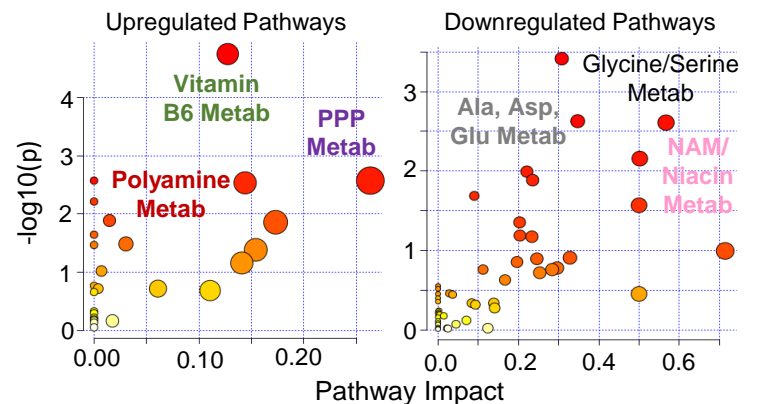 Upregulated Pathways
Downregulated Pathways
-log10(p)
4
3
2
1
0
Vitamin
B6 Metab
PPP
Metab
Polyamine
Metab
0.00
0.10
0.20
3
2
1
0
Glycine/Serine
Metab
Ala, Asp,
Glu Metab
NAM/
Niacin
Metab
0.0
0.2
0.4
0.6
Pathway Impact